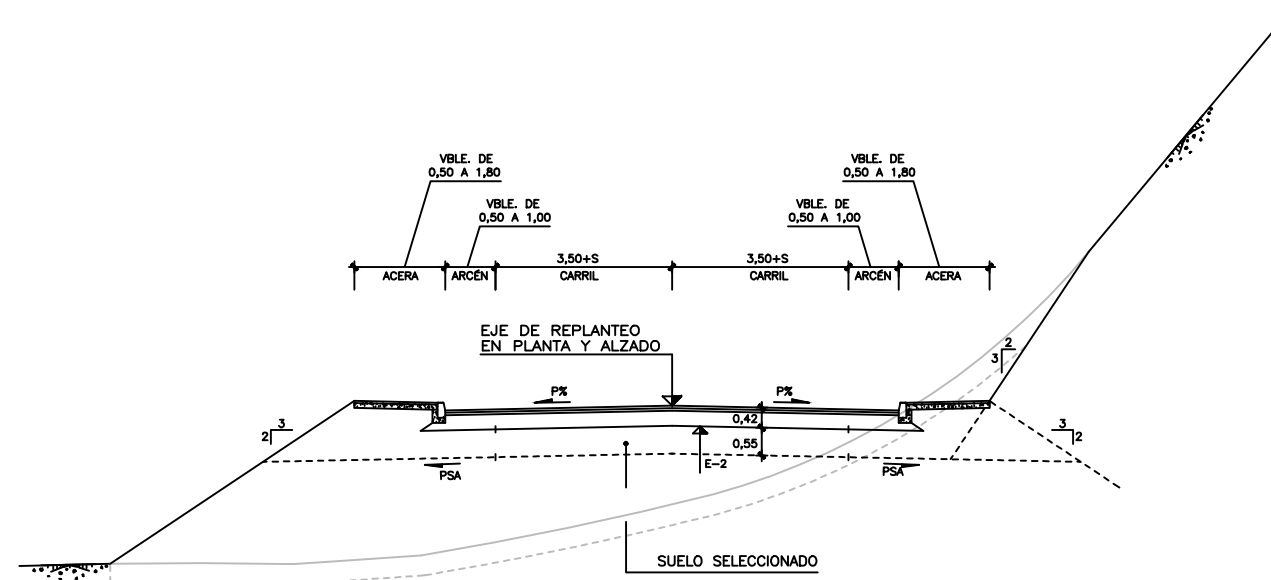 VBLE. DE
0,50 A 1,80
VBLE. DE
0,50 A 1,80
VBLE. DE
0,50 A 1,00
VBLE. DE
0,50 A 1,00
3,50+S
3,50+S
ACERA
ARCÉN
CARRIL
CARRIL
ARCÉN
ACERA
EJE DE REPLANTEO
EN PLANTA Y ALZADO
2
3
P%
P%
3
2
0,42
3
2
0,55
E-2
PSA
PSA
SUELO SELECCIONADO